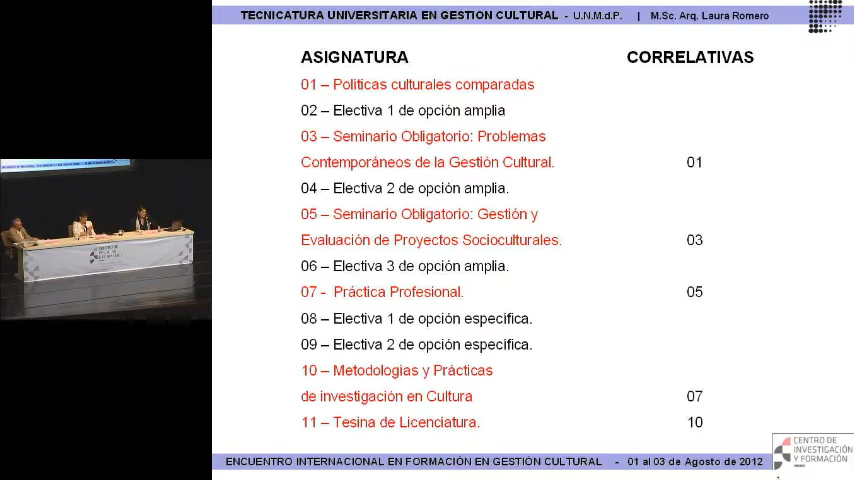 TECNICATURA UNIVERSITARIA EN GESTION CULTURAL - U.N.M.d.P. | M.Sc. Arq. Laura Romero
ASIGNATURA CORRELATIVAS
01 – Políticas culturales comparadas
02 – Electiva 1 de opción amplia
03 – Seminario Obligatorio: Problemas
Contemporáneos de la Gestión Cultural. 01
04 – Electiva 2 de opción amplia.
05 – Seminario Obligatorio: Gestión y
Evaluación de Proyectos Socioculturales. 03
06 – Electiva 3 de opción amplia.
07 - Práctica Profesional. 05
08 – Electiva 1 de opción específica.
09 – Electiva 2 de opción específica.
10 – Metodologías y Prácticas
de investigación en Cultura 07
11 – Tesina de Licenciatura. 10
ENCUENTRO INTERNACIONAL EN FORMACIÓN EN GESTIÓN CULTURAL - 01 al 03 de Agosto de 2012
CENTRO DE
INVESTIGACIÓN
Y FORMACIÓN